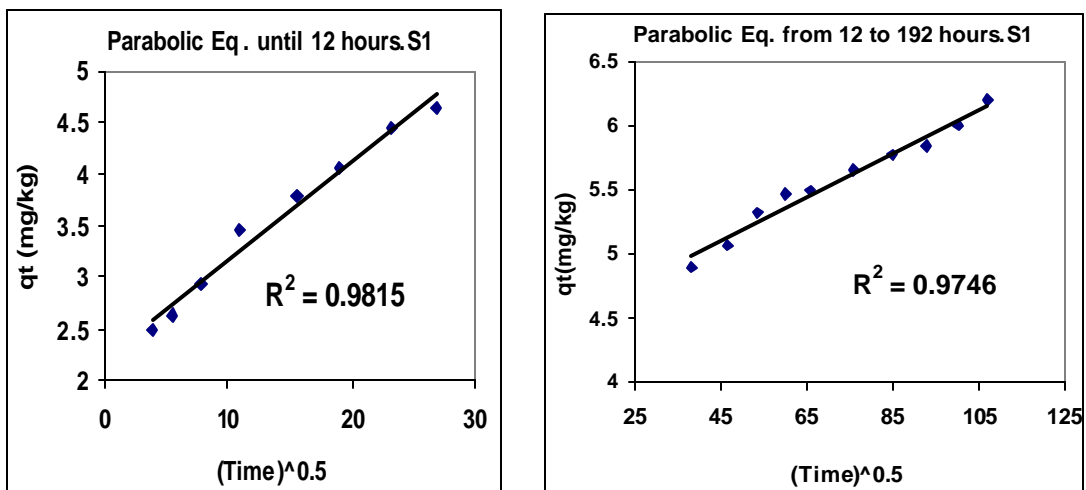 Parabolic Eq . until 12 hours.S1
5
4.5
4
3.5
3
2.5
2
qt (mg/kg)
R2 = 0.9815
0 10 20 30
(Time)^0.5
Parabolic Eq. from 12 to 192 hours.S1
6.5
6
5.5
5
4.5
4
qt(mg/kg)
R2 = 0.9746
25 45 65 85 105 125
(Time)^0.5